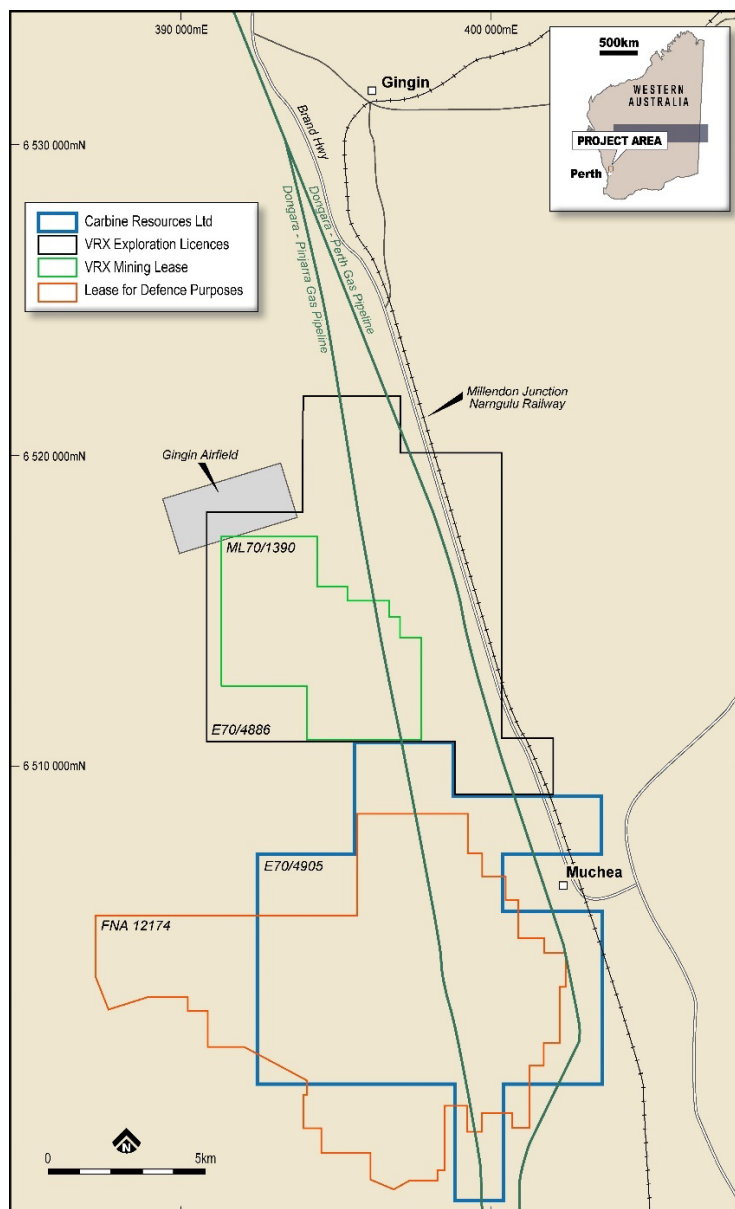 390 000mE
400 000mE
500km
WESTERN
AUSTRALIA
PROJECT AREA
Perth
Gingin
Brand Hwy
6 530 000mN
Carbine Resources Ltd
VRX Exploration Licences
VRX Mining Lease
Lease for Defence Purposes
Dongara - Pinjarra Gas Pipeline
Dongara - Perth Gas Pipeline
Millendon Junction
Narngulu Railway
6 520 000mN
Gingin Airfield
ML70/1390
E70/4886
6 510 000mN
E70/4905
Muchea
FNA 12174
N
0
5km